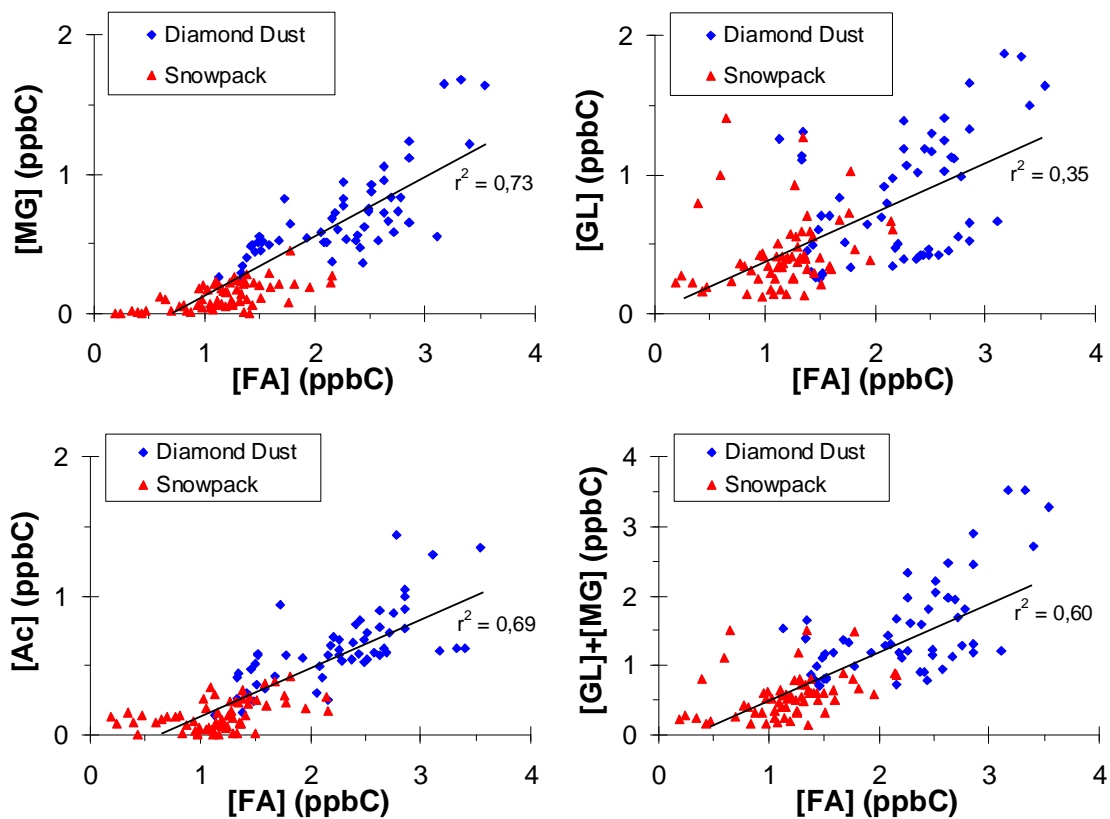 2
1
0
[MG] (ppbC)
Diamond Dust
Snowpack
r² = 0,73
0 1 2 3 4
[FA] (ppbC)
2
1
0
[GL] (ppbC)
Diamond Dust
Snowpack
r² = 0,35
0 1 2 3 4
[FA] (ppbC)
2
1
0
[Ac] (ppbC)
Diamond Dust
Snowpack
r² = 0,69
0 1 2 3 4
[FA] (ppbC)
4
3
2
1
0
[GL]+[MG] (ppbC)
Diamond Dust
Snowpack
r² = 0,60
0 1 2 3 4
[FA] (ppbC)